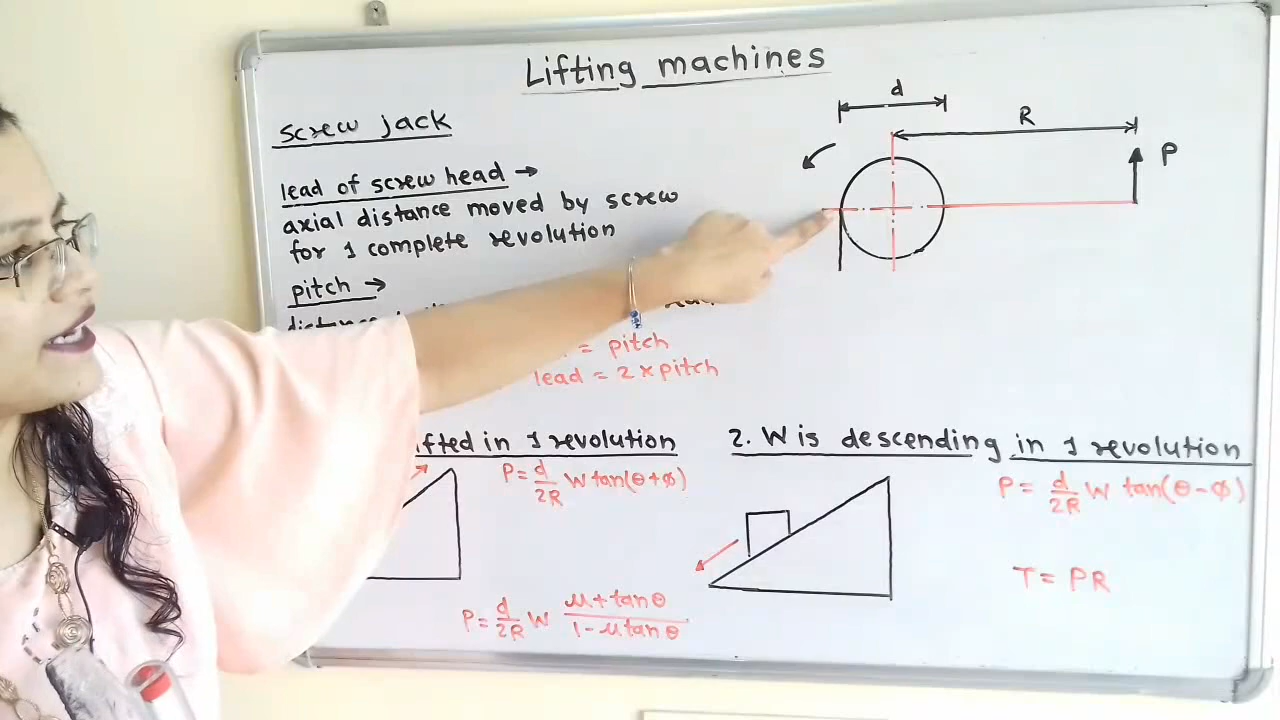 Lifting machines
screw jack
lead of screw head →
axial distance moved by screw
for 1 complete revolution
pitch →
= pitch
lead = 2 x pitch
d
R
P
in 1 revolution
P = d/2R W tan(θ+ϕ)
P = d/2R W μ+tanθ/1-μtanθ
2. W is descending in 1 revolution
P = d/2R W tan(θ-ϕ)
T = PR